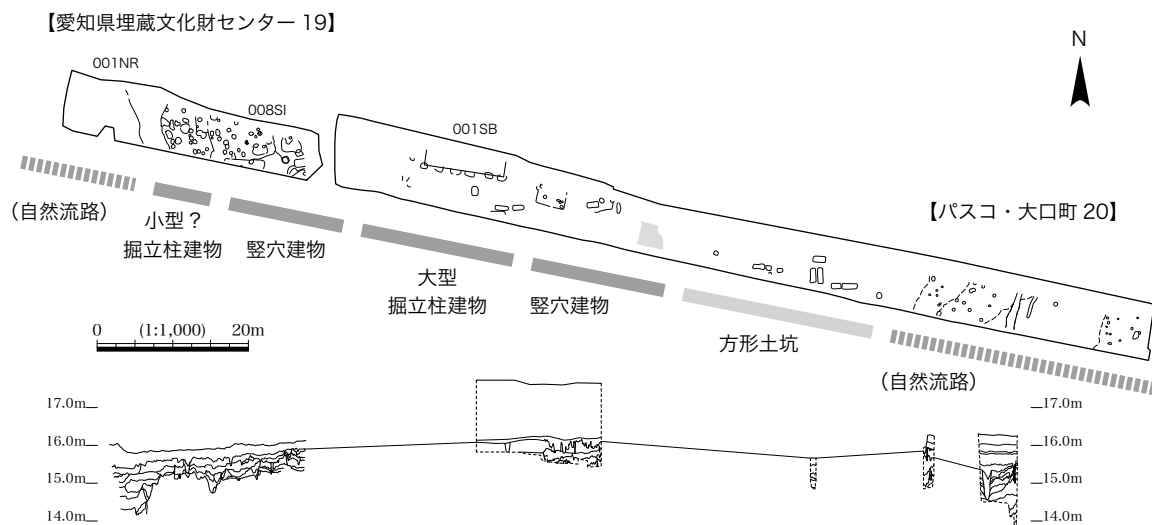 【愛知県埋蔵文化財センター 19】
N
001NR
008SI
001SB
【パスコ・大口町 20】
(自然流路)
小型？
掘立柱建物
竪穴建物
大型
掘立柱建物
竪穴建物
方形土坑
(自然流路)
0 (1:1,000) 20m
17.0m
16.0m
15.0m
14.0m
17.0m
16.0m
15.0m
14.0m